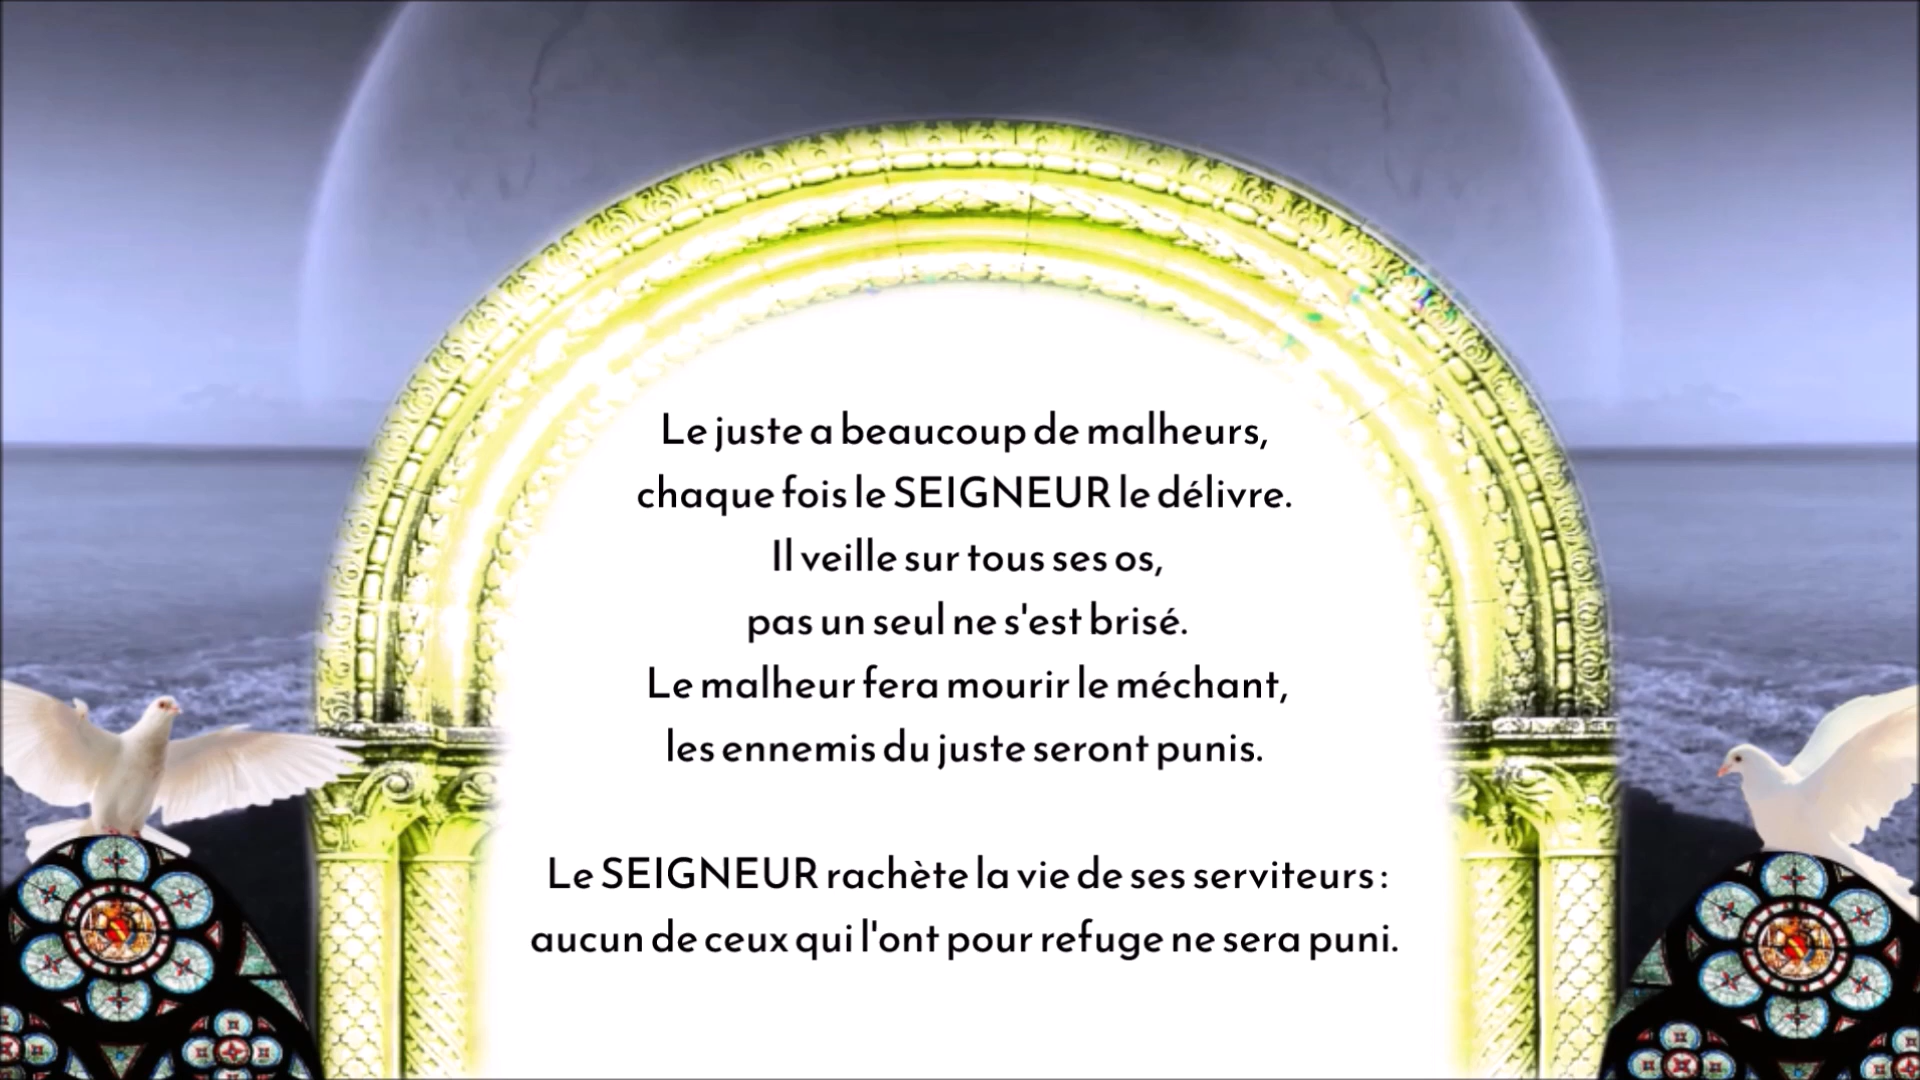 Le juste a beaucoup de malheurs,
chaque fois le SEIGNEUR le délivre.
Il veille sur tous ses os,
pas un seul ne s'est brisé.
Le malheur fera mourir le méchant,
les ennemis du juste seront punis.
Le SEIGNEUR rachète la vie de ses serviteurs :
aucun de ceux qui l'ont pour refuge ne sera puni.